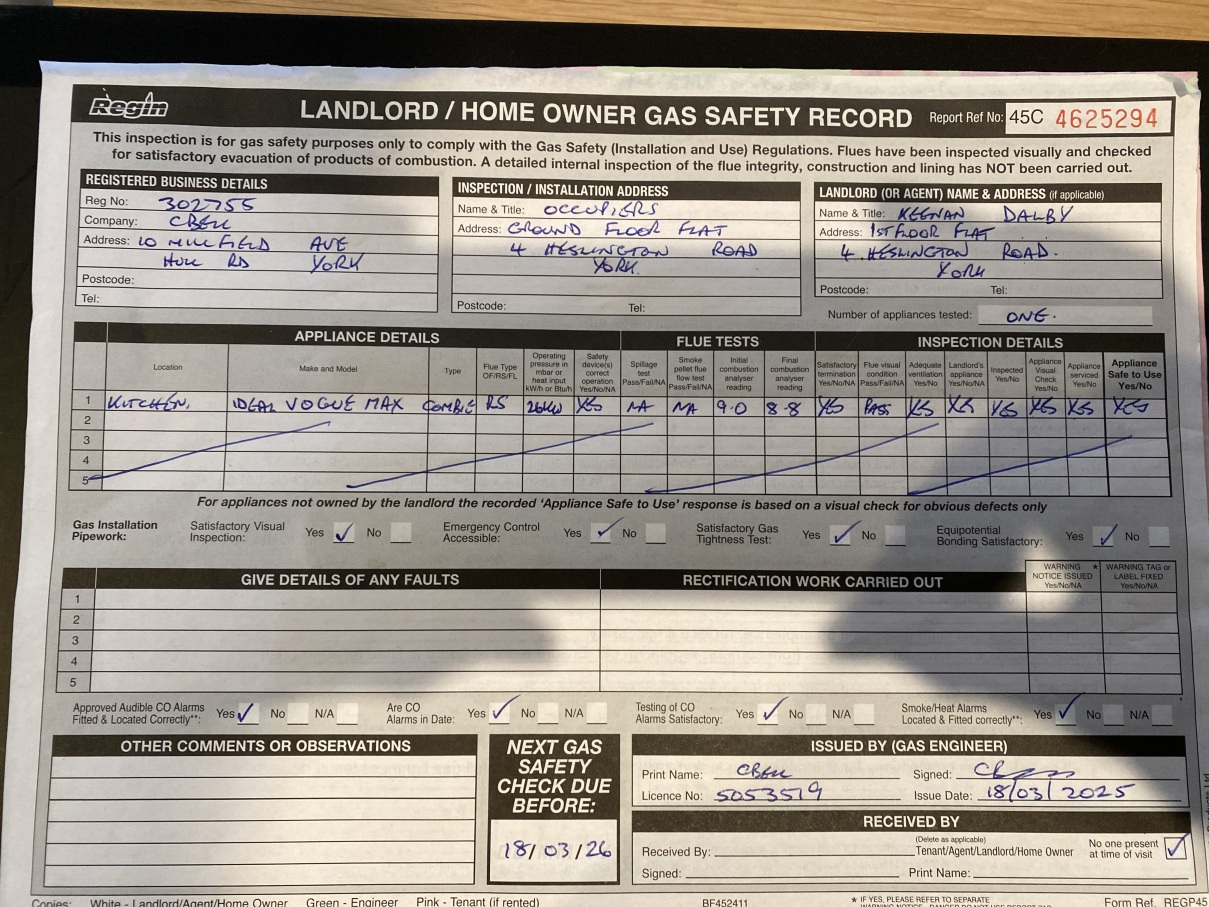 Regin
LANDLORD / HOME OWNER GAS SAFETY RECORD
Report Ref No: 45C 4625294
This inspection is for gas safety purposes only to comply with the Gas Safety (Installation and Use) Regulations. Flues have been inspected visually and checked
for satisfactory evacuation of products of combustion. A detailed internal inspection of the flue integrity, construction and lining has NOT been carried out.
REGISTERED BUSINESS DETAILS
Reg No: 302755
Company: CBell
Address: 10 MILLFIELD AVE
HULL RD YORK
Postcode:
Tel:
INSPECTION / INSTALLATION ADDRESS
Name & Title: OCCUPIERS
Address: GROUND FLOOR FLAT
4 HESLINGTON ROAD
YORK.
Postcode: Tel:
LANDLORD (OR AGENT) NAME & ADDRESS (if applicable)
Name & Title: KEENAN DALBY
Address: 1ST FLOOR FLAT
4. HESLINGTON ROAD.
YORK
Postcode: Tel:
Number of appliances tested: ONE.
APPLIANCE DETAILS FLUE TESTS INSPECTION DETAILS
Location
Make and Model
Type
Flue Type OF/RS/FL
Operating pressure in mbar or heat input kW/h or Btu/h
Safety device(s) correct operation Yes/No/NA
Spillage test Pass/Fail/NA
Smoke pellet flue flow test Pass/Fail/NA
Initial combustion analyser reading
Final combustion analyser reading
Satisfactory termination Yes/No/NA
Flue visual condition Pass/Fail/NA
Adequate ventilation Yes/No
Landlord's appliance Yes/No/NA
Inspected Yes/No
Appliance Visual Check Yes/No
Appliance serviced Yes/No
Appliance Safe to Use Yes/No
1 KITCHEN. IDEAL VOGUE MAX COMBIE RS 26KW YES NA NA 9.0 8.8 YES PASS YES YES YES YES YES YES
2
3
4
5
For appliances not owned by the landlord the recorded 'Appliance Safe to Use' response is based on a visual check for obvious defects only
Gas Installation Pipework: Satisfactory Visual Inspection: Yes ✓ No Emergency Control Accessible: Yes ✓ No Satisfactory Gas Tightness Test: Yes ✓ No Equipotential Bonding Satisfactory: Yes ✓ No
GIVE DETAILS OF ANY FAULTS RECTIFICATION WORK CARRIED OUT WARNING * NOTICE ISSUED Yes/No/NA WARNING TAG or LABEL FIXED Yes/No/NA
1
2
3
4
5
Approved Audible CO Alarms Fitted & Located Correctly**: Yes ✓ No N/A Are CO Alarms in Date: Yes ✓ No N/A Testing of CO Alarms Satisfactory: Yes ✓ No N/A Smoke/Heat Alarms Located & Fitted correctly**: Yes ✓ No N/A
OTHER COMMENTS OR OBSERVATIONS
NEXT GAS
SAFETY
CHECK DUE
BEFORE:
18/03/26
ISSUED BY (GAS ENGINEER)
Print Name: CBell Signed:
Licence No: 5053519 Issue Date: 18/03/2025
RECEIVED BY
(Delete as applicable)
Received By: Tenant/Agent/Landlord/Home Owner
No one present at time of visit ✓
Signed: Print Name:
Copies: White - Landlord/Agent/Home Owner Green - Engineer Pink - Tenant (if rented)
BF452411
* IF YES, PLEASE REFER TO SEPARATE
Form Ref. REGP45